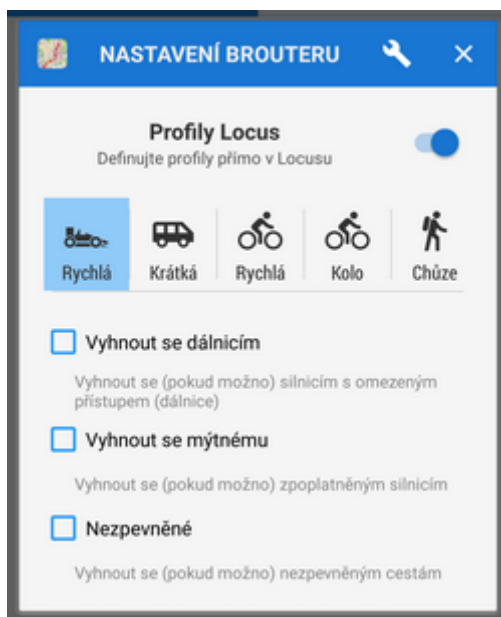 NASTAVENÍ BROUTERU
Profily Locus
Definujte profily přímo v Locusu
Rychlá Krátká Rychlá Kolo Chůze
Vyhnout se dálnicím
Vyhnout se (pokud možno) silnicím s omezeným
přístupem (dálnice)
Vyhnout se mýtnému
Vyhnout se (pokud možno) zpoplatněným silnicím
Nezpevněné
Vyhnout se (pokud možno) nezpevněným cestám